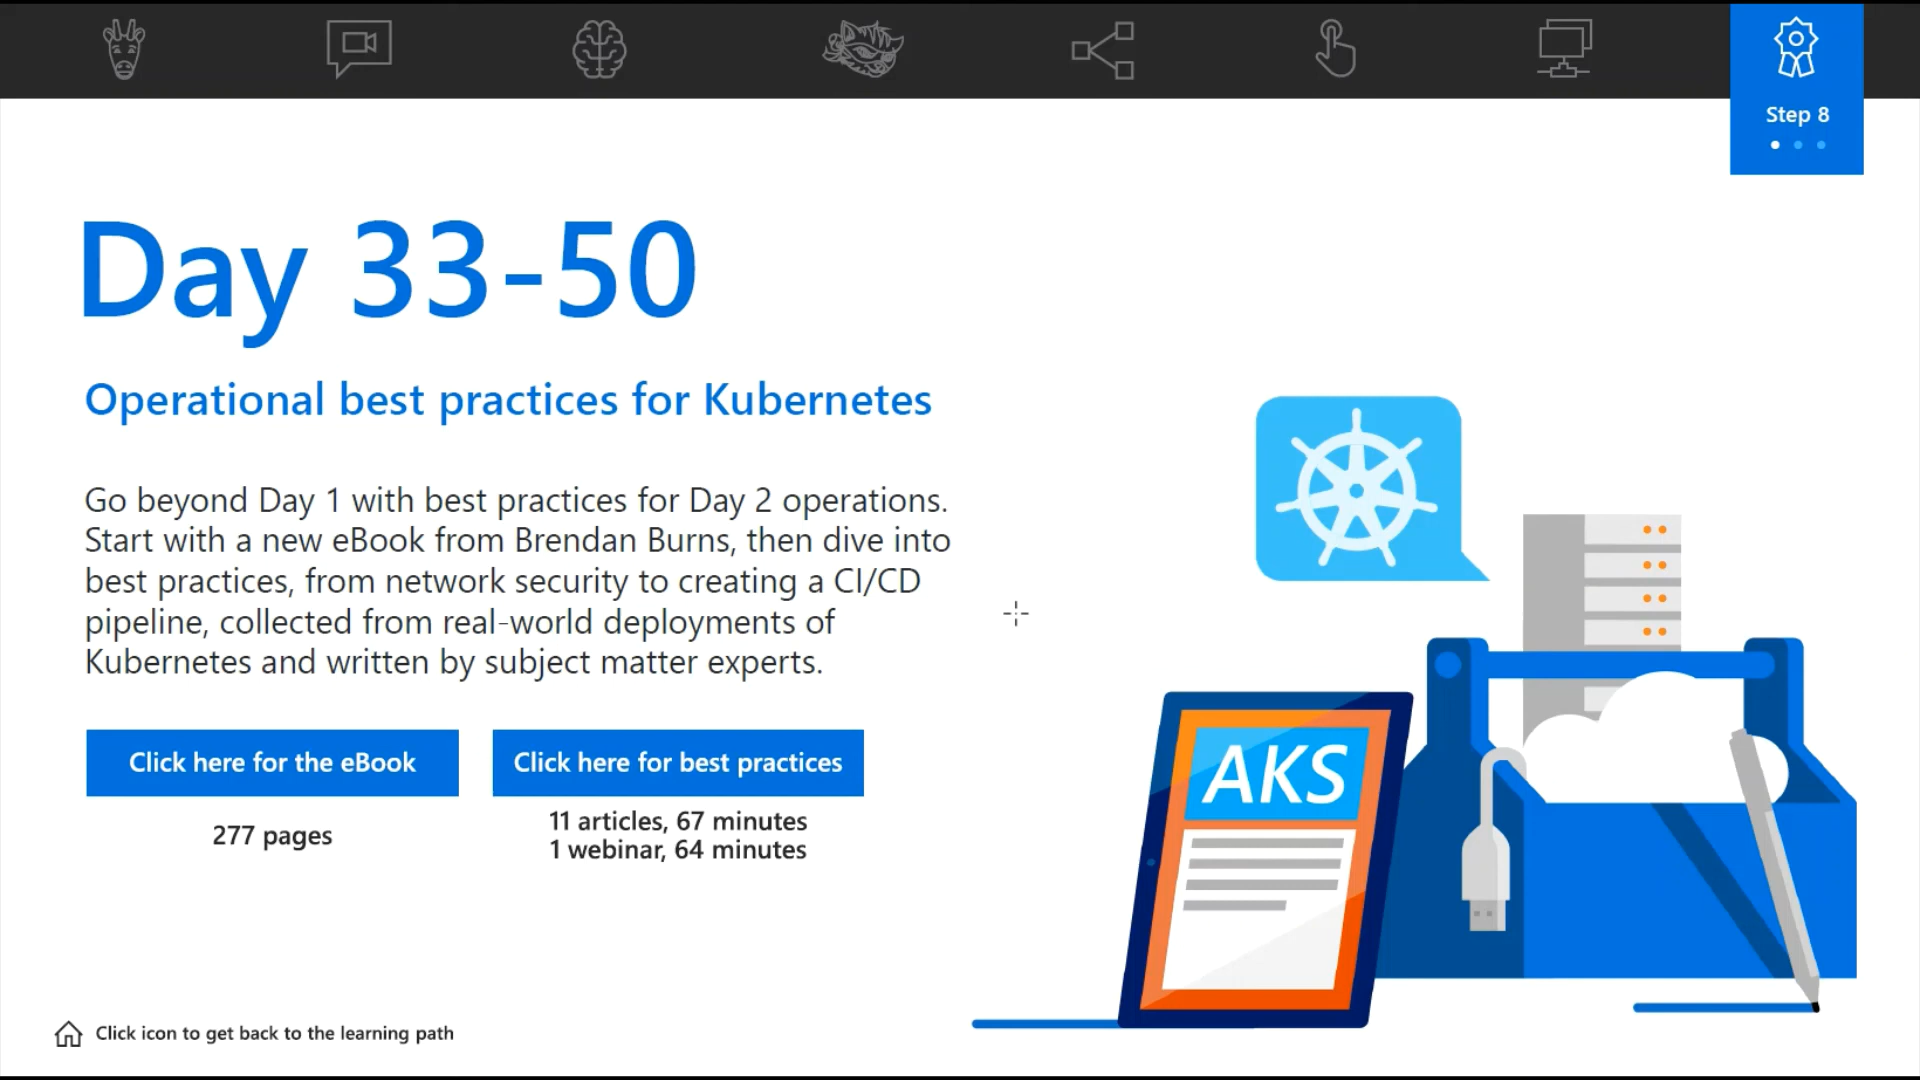 Step 8
Day 33-50
Operational best practices for Kubernetes
Go beyond Day 1 with best practices for Day 2 operations.
Start with a new eBook from Brendan Burns, then dive into
best practices, from network security to creating a CI/CD
pipeline, collected from real-world deployments of
Kubernetes and written by subject matter experts.
Click here for the eBook
277 pages
Click here for best practices
11 articles, 67 minutes
1 webinar, 64 minutes
AKS
Click icon to get back to the learning path